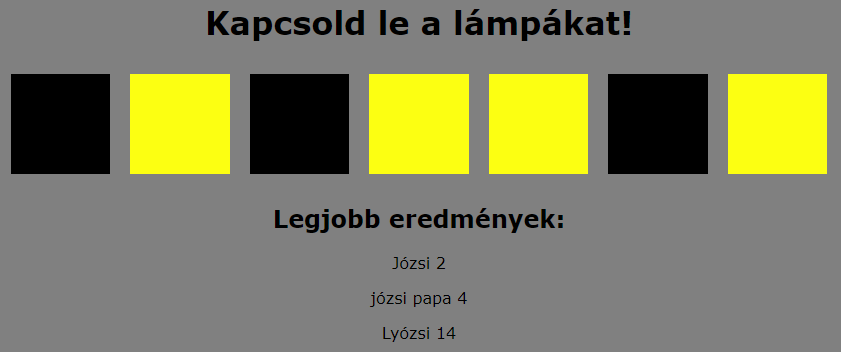 Kapcsold le a lámpákat!
Legjobb eredmények:
Józsi 2
józsi papa 4
Lyózsi 14